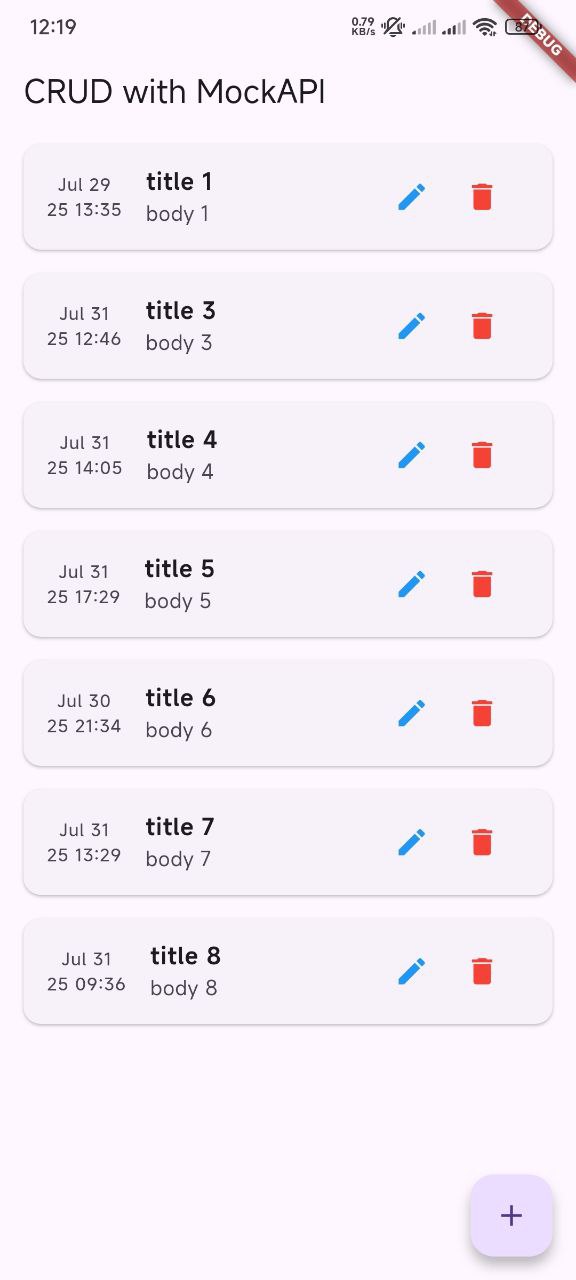 12:19
0.79
KB/s
DEBUG
CRUD with MockAPI
Jul 29
25 13:35
title 1
body 1
Jul 31
25 12:46
title 3
body 3
Jul 31
25 14:05
title 4
body 4
Jul 31
25 17:29
title 5
body 5
Jul 30
25 21:34
title 6
body 6
Jul 31
25 13:29
title 7
body 7
Jul 31
25 09:36
title 8
body 8